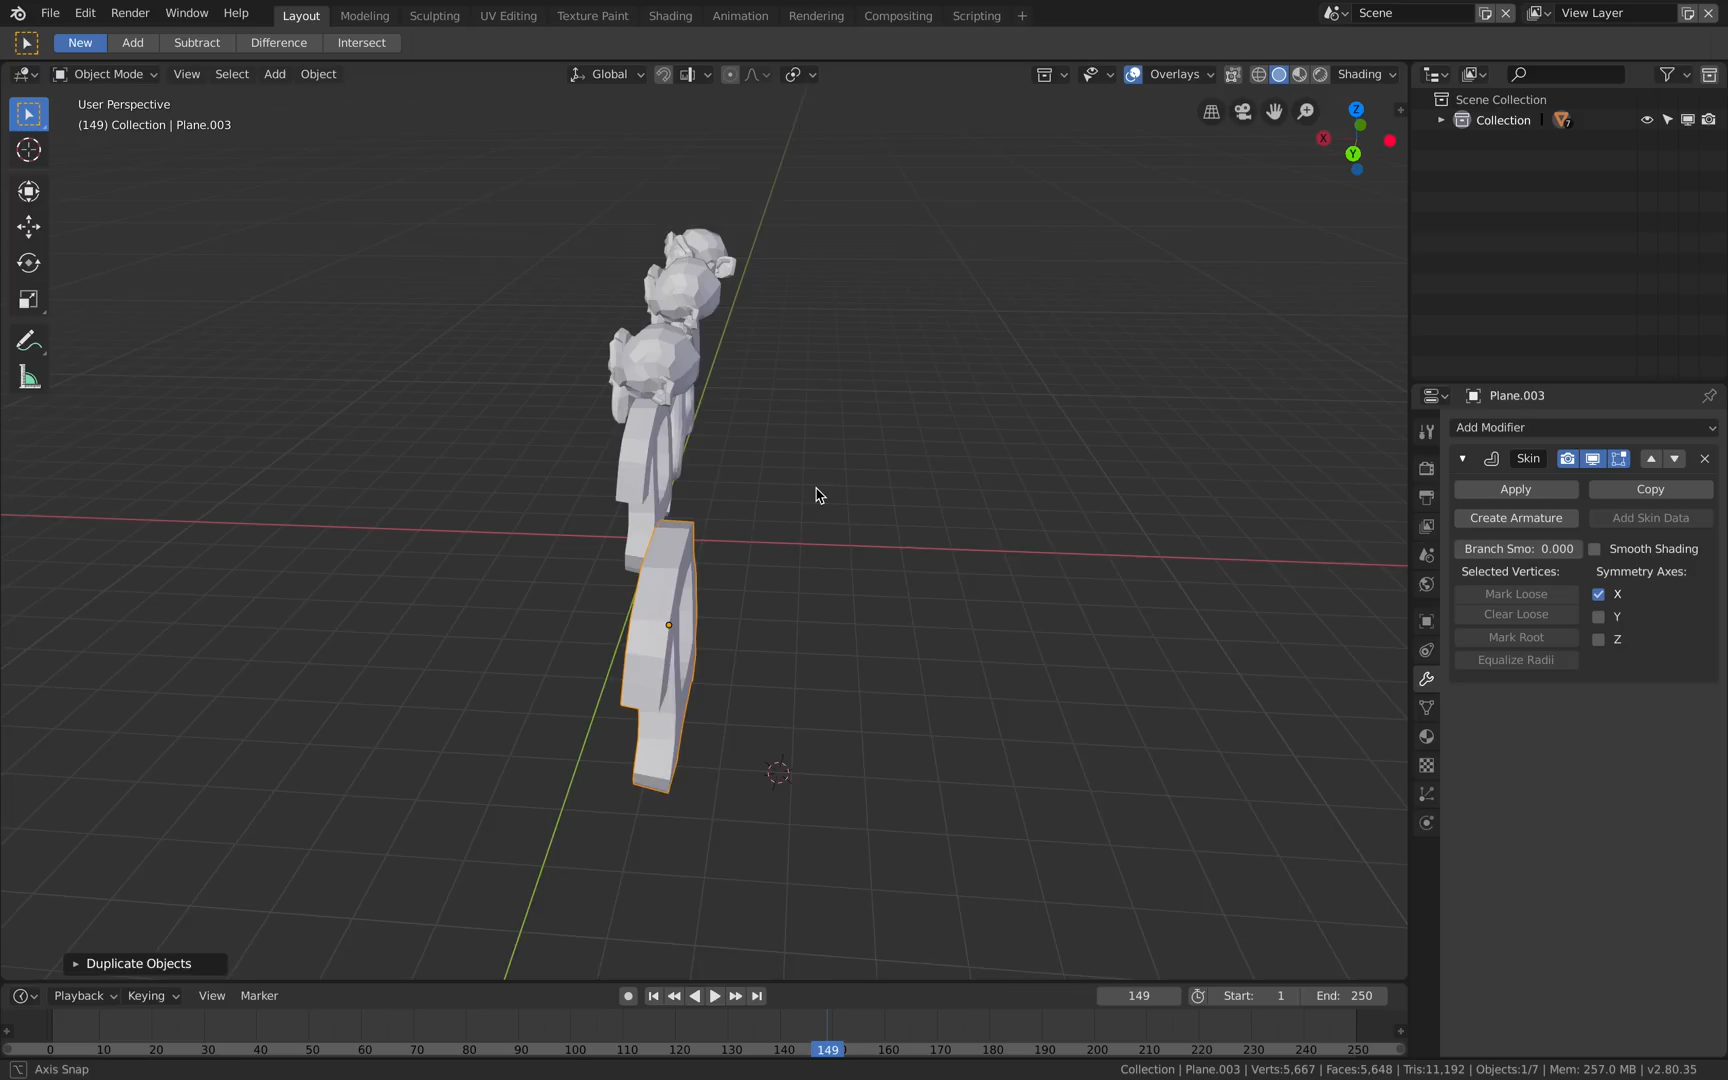 File Edit Render Window Help Layout Modeling Sculpting UV Editing Texture Paint Shading Animation Rendering Compositing Scripting + Scene View Layer
New Add Subtract Difference Intersect
Object Mode View Select Add Object Global Overlays Shading
User Perspective
(149) Collection | Plane.003
Z
X
Y
Scene Collection
Collection 7
Plane.003
Add Modifier
Skin
Apply Copy
Create Armature Add Skin Data
Branch Smo: 0.000 Smooth Shading
Selected Vertices: Symmetry Axes:
Mark Loose X
Clear Loose Y
Mark Root Z
Equalize Radii
Duplicate Objects
Playback Keying View Marker 149 Start: 1 End: 250
0 10 20 30 40 50 60 70 80 90 100 110 120 130 140 149 160 170 180 190 200 210 220 230 240 250
Axis Snap Collection | Plane.003 | Verts:5,667 | Faces:5,648 | Tris:11,192 | Objects:1/7 | Mem: 257.0 MB | v2.80.35